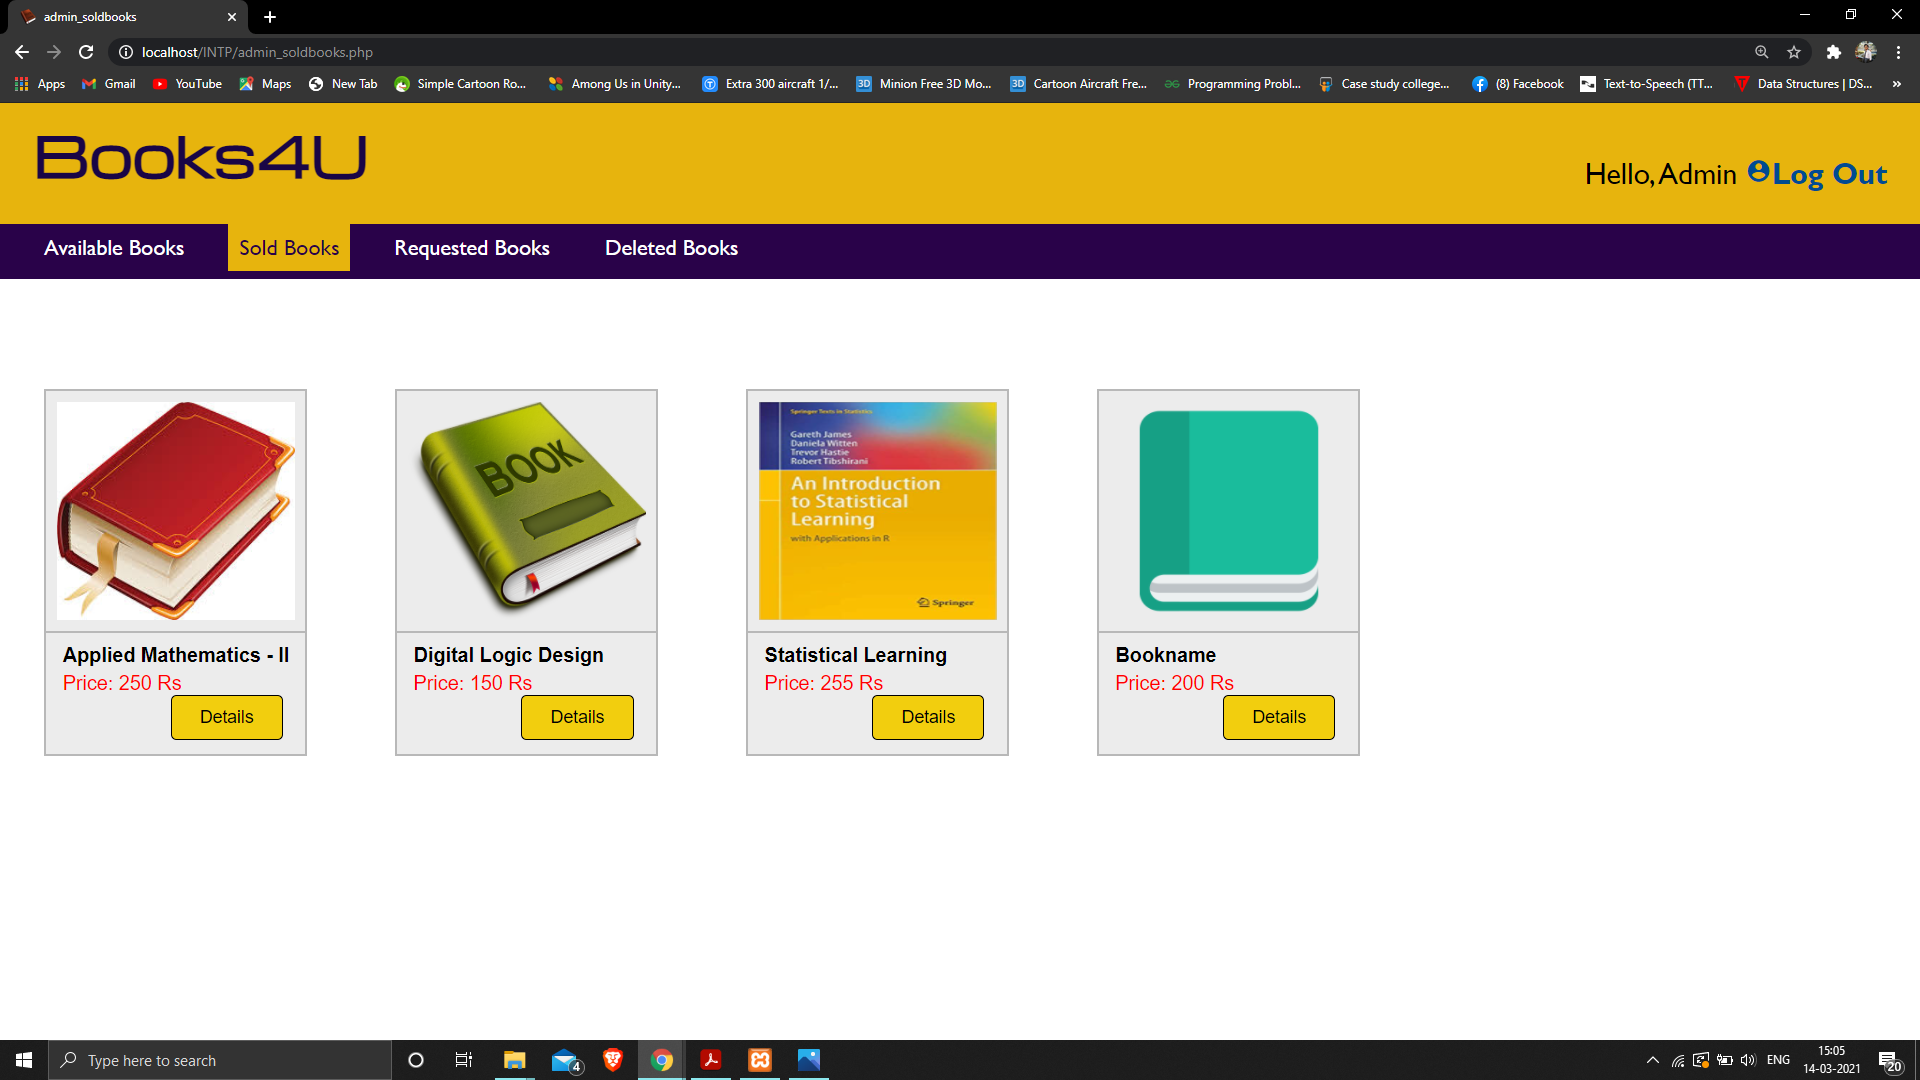 admin_soldbooks
localhost/INTP/admin_soldbooks.php
Apps Gmail YouTube Maps New Tab Simple Cartoon Ro... Among Us in Unity... Extra 300 aircraft 1/... Minion Free 3D Mo... Cartoon Aircraft Fre... Programming Probl... Case study college... (8) Facebook Text-to-Speech (TT... Data Structures | DS... »
Books4U
Hello, Admin Log Out
Available Books Sold Books Requested Books Deleted Books
BOOK
Springer Texts in Statistics
Gareth James
Daniela Witten
Trevor Hastie
Robert Tibshirani
An Introduction
to Statistical
Learning
with Applications in R
Springer
Applied Mathematics - II
Price: 250 Rs
Details
Digital Logic Design
Price: 150 Rs
Details
Statistical Learning
Price: 255 Rs
Details
Bookname
Price: 200 Rs
Details
Type here to search
4
ENG
15:05
14-03-2021
20